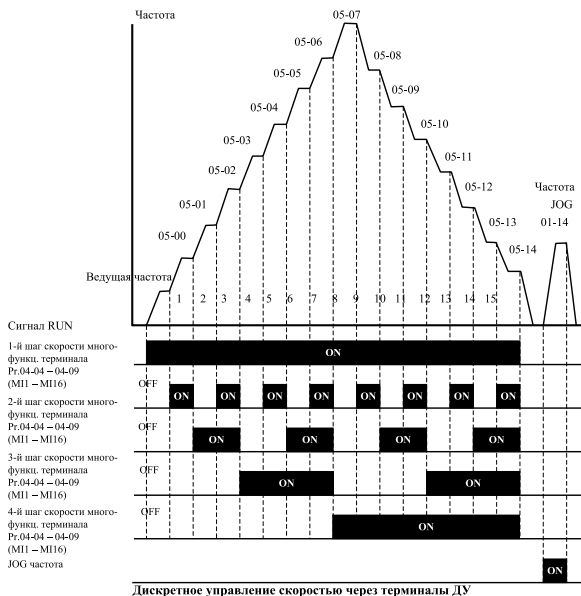 Частота
05-07
05-06
05-08
05-05
05-09
05-04
05-10
05-03
05-11
05-02
05-12
Частота
JOG
01-14
05-01
05-13
05-00
05-14
Ведущая частота
1 2 3 4 5 6 7 8 9 10 11 12 13 14 15
Сигнал RUN
1-й шаг скорости много-
функц. терминала
Pr.04-04 – 04-09
(MI1 – MI16)
ON
OFF
ON ON ON ON ON ON ON ON
2-й шаг скорости много-
функц. терминала
Pr.04-04 – 04-09
(MI1 – MI16)
OFF
ON ON ON ON
3-й шаг скорости много-
функц. терминала
Pr.04-04 – 04-09
(MI1 – MI16)
OFF
ON ON
4-й шаг скорости много-
функц. терминала
Pr.04-04 – 04-09
(MI1 – MI16)
OFF
ON
JOG частота
ON
Дискретное управление скоростью через терминалы ДУ